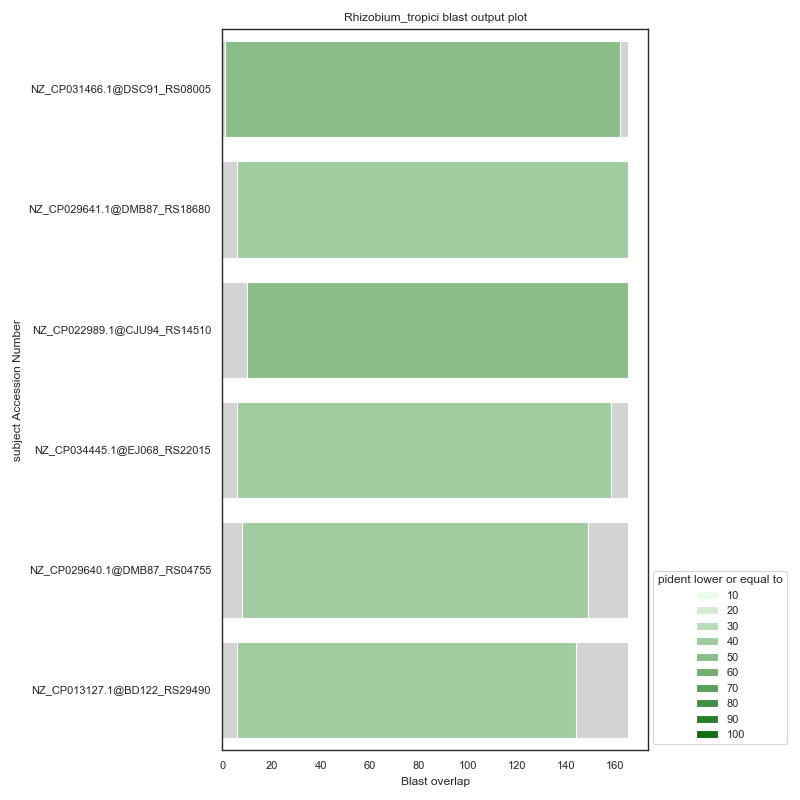 Rhizobium_tropici blast output plot
NZ_CP031466.1@DSC91_RS08005
NZ_CP029641.1@DMB87_RS18680
NZ_CP022989.1@CJU94_RS14510
NZ_CP034445.1@EJ068_RS22015
NZ_CP029640.1@DMB87_RS04755
NZ_CP013127.1@BD122_RS29490
subject Accession Number
0 20 40 60 80 100 120 140 160
Blast overlap
pident lower or equal to
10
20
30
40
50
60
70
80
90
100